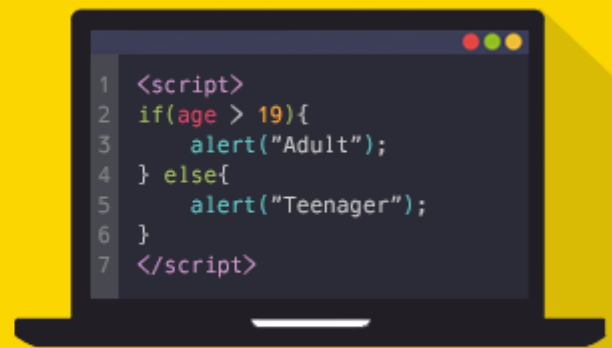 1 <script>
2 if(age > 19){
3     alert("Adult");
4 } else{
5     alert("Teenager");
6 }
7 </script>